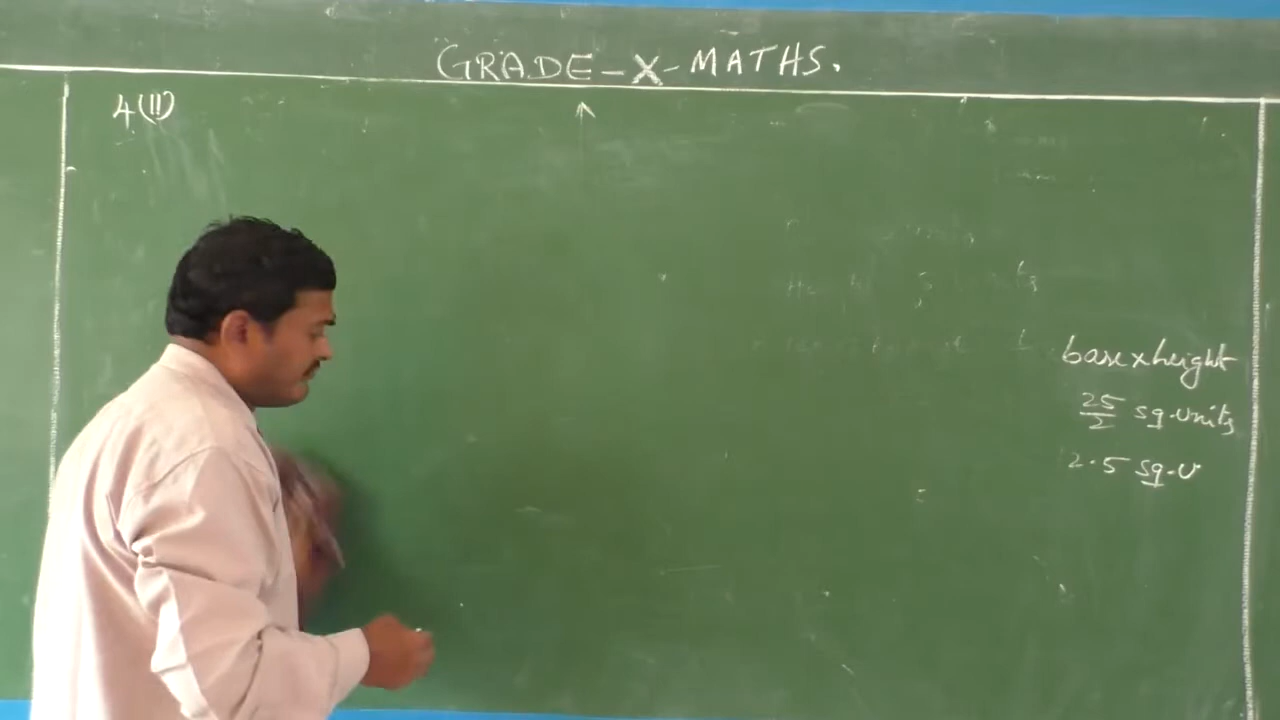 GRADE-X-MATHS.
4(II)
base x height
25/2 sq.units
2.5 sq.u